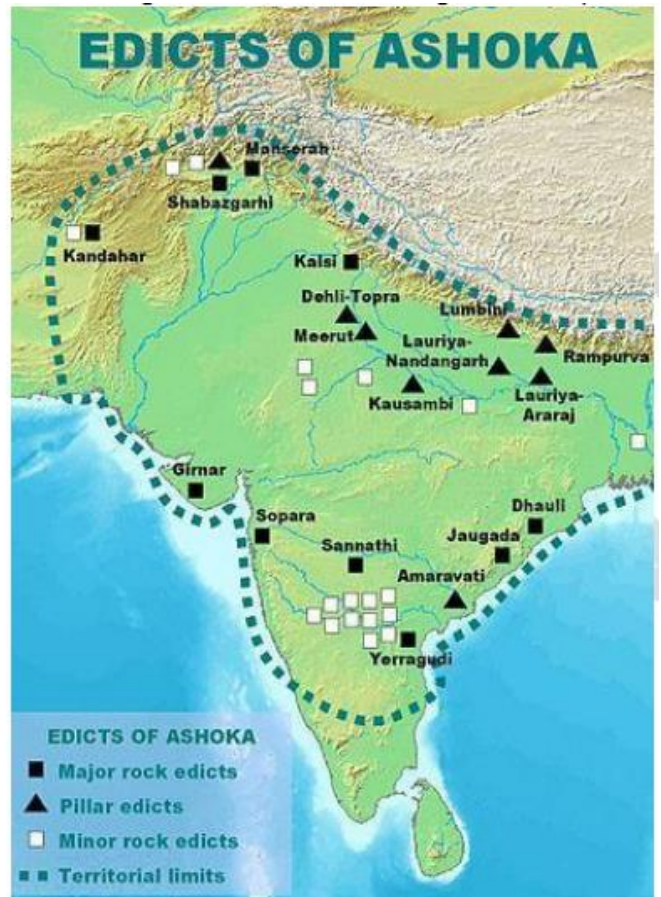 EDICTS OF ASHOKA
Manserah
Shabazgarhi
Kandahar
Kalsi
Dehli-Topra
Lumbini
Meerut
Lauriya-
Nandangarh
Rampurva
Kausambi
Lauriya-
Araraj
Girnar
Sopara
Dhauli
Sannathi
Jaugada
Amaravati
Yerragudi
EDICTS OF ASHOKA
Major rock edicts
Pillar edicts
Minor rock edicts
Territorial limits